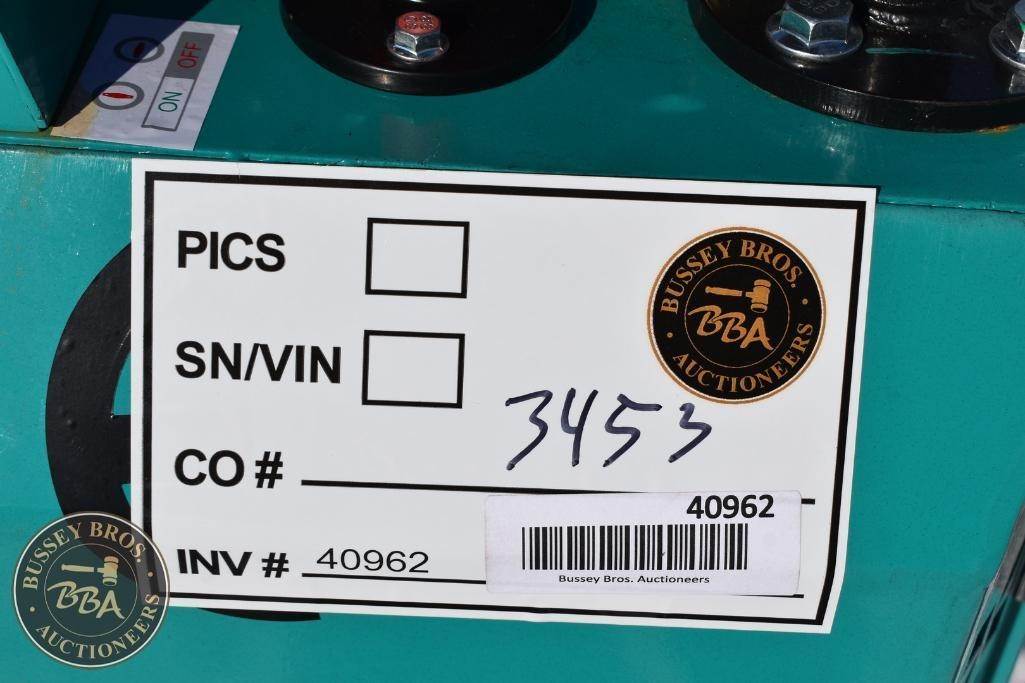 OFF
ON
PICS
BUSSEY BROS.
BBA
AUCTIONEERS
SN/VIN
3453
CO #
40962
INV # 40962
Bussey Bros. Auctioneers
BUSSEY BROS.
BBA
AUCTIONEERS